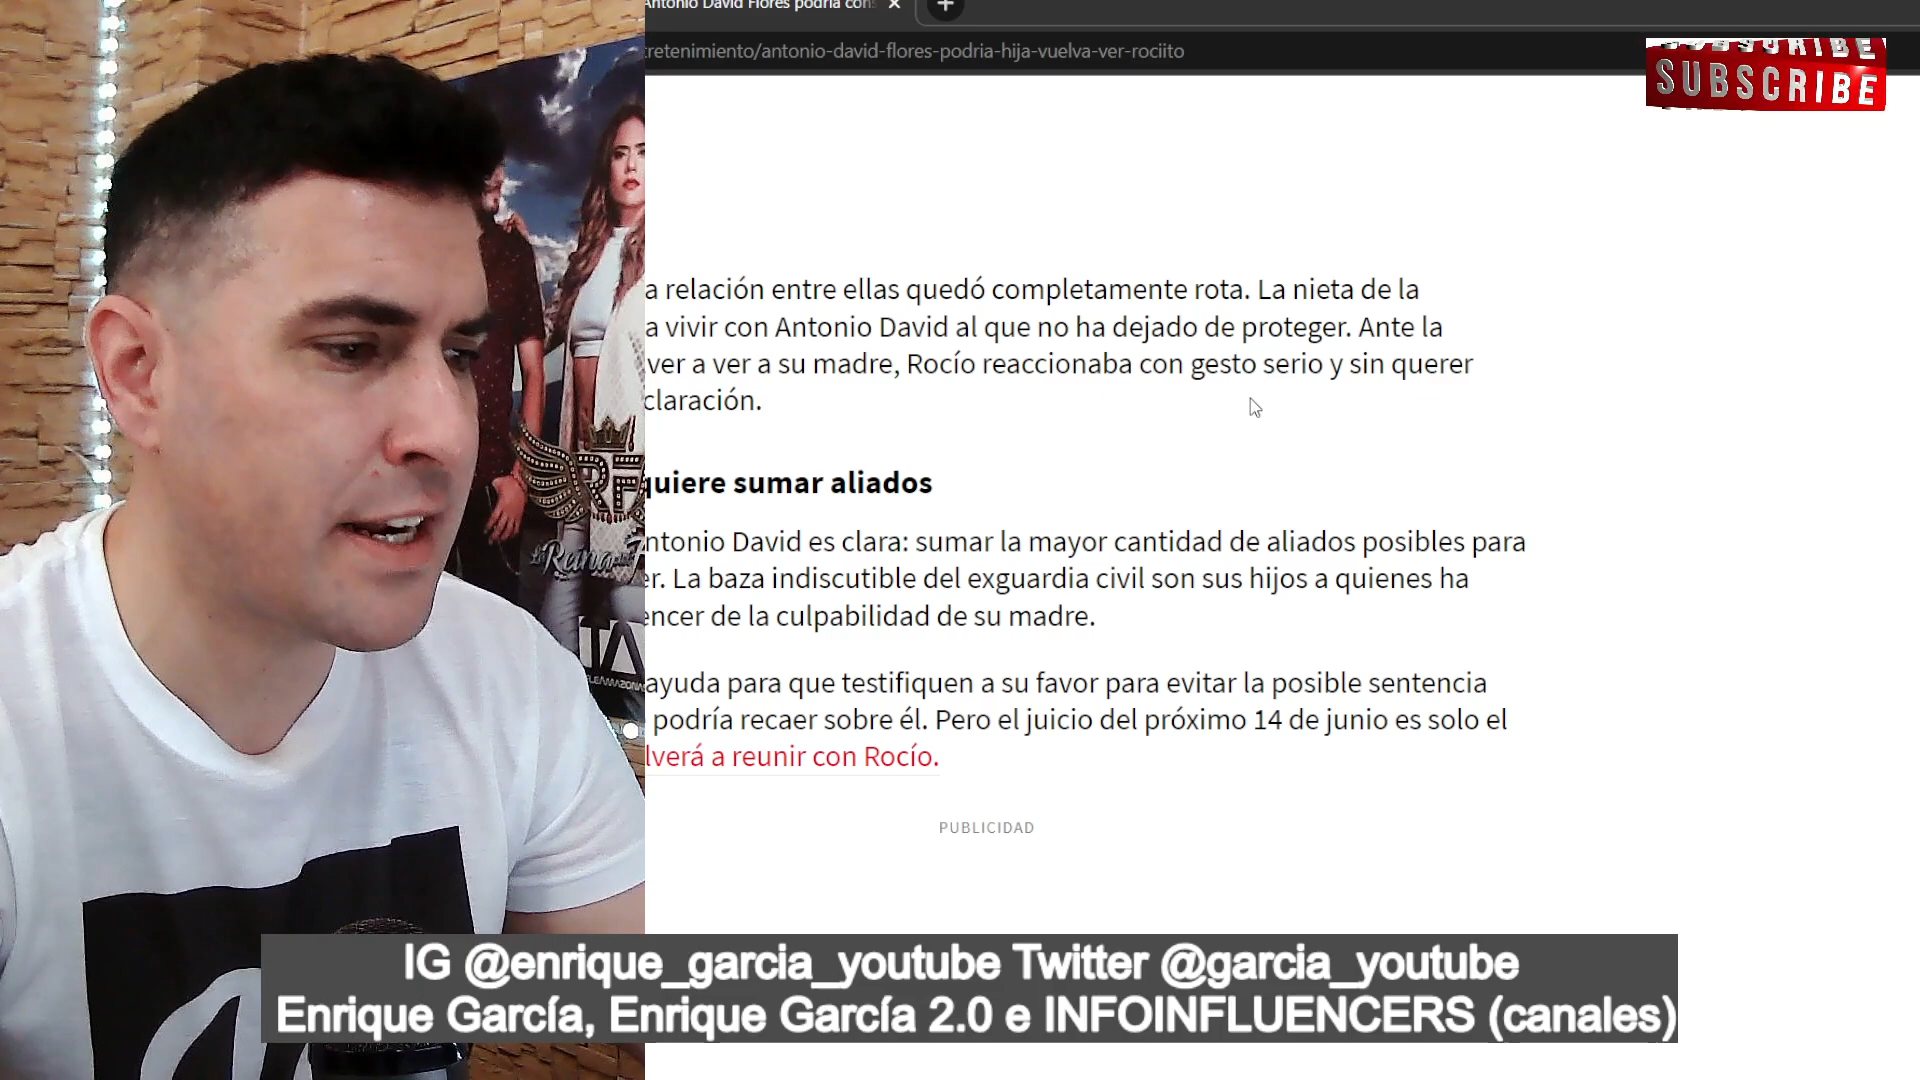 Antonio David Flores podría con
retenimiento/antonio-david-flores-podria-hija-vuelva-ver-rociito
SUBSCRIBE
SUBSCRIBE
a relación entre ellas quedó completamente rota. La nieta de la
a vivir con Antonio David al que no ha dejado de proteger. Ante la
ver a ver a su madre, Rocío reaccionaba con gesto serio y sin querer
claración.
quiere sumar aliados
ntonio David es clara: sumar la mayor cantidad de aliados posibles para
er. La baza indiscutible del exguardia civil son sus hijos a quienes ha
encer de la culpabilidad de su madre.
ayuda para que testifiquen a su favor para evitar la posible sentencia
podría recaer sobre él. Pero el juicio del próximo 14 de junio es solo el
lverá a reunir con Rocío.
PUBLICIDAD
RF
TA
IG @enrique_garcia_youtube Twitter @garcia_youtube
Enrique García, Enrique García 2.0 e INFOINFLUENCERS (canales)